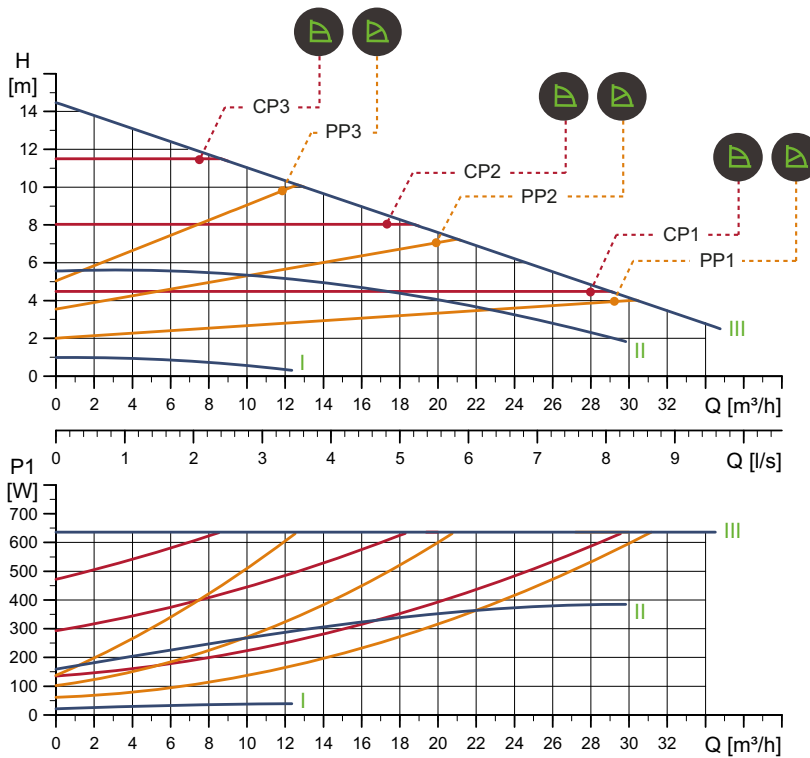 H
[m]
14
12
10
8
6
4
2
0
CP3
PP3
CP2
PP2
CP1
PP1
III
II
I
0 2 4 6 8 10 12 14 16 18 20 22 24 26 28 30 32 Q [m³/h]
0 1 2 3 4 5 6 7 8 9 Q [l/s]
P1
[W]
700
600
500
400
300
200
100
0
III
II
I
0 2 4 6 8 10 12 14 16 18 20 22 24 26 28 30 32 Q [m³/h]